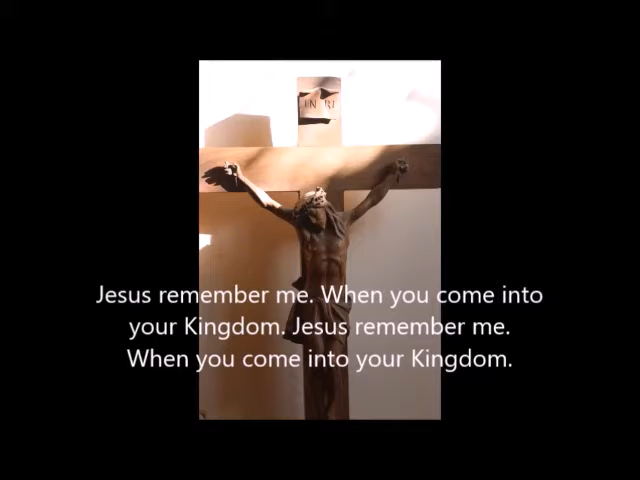 INRI
Jesus remember me. When you come into
your Kingdom. Jesus remember me.
When you come into your Kingdom.